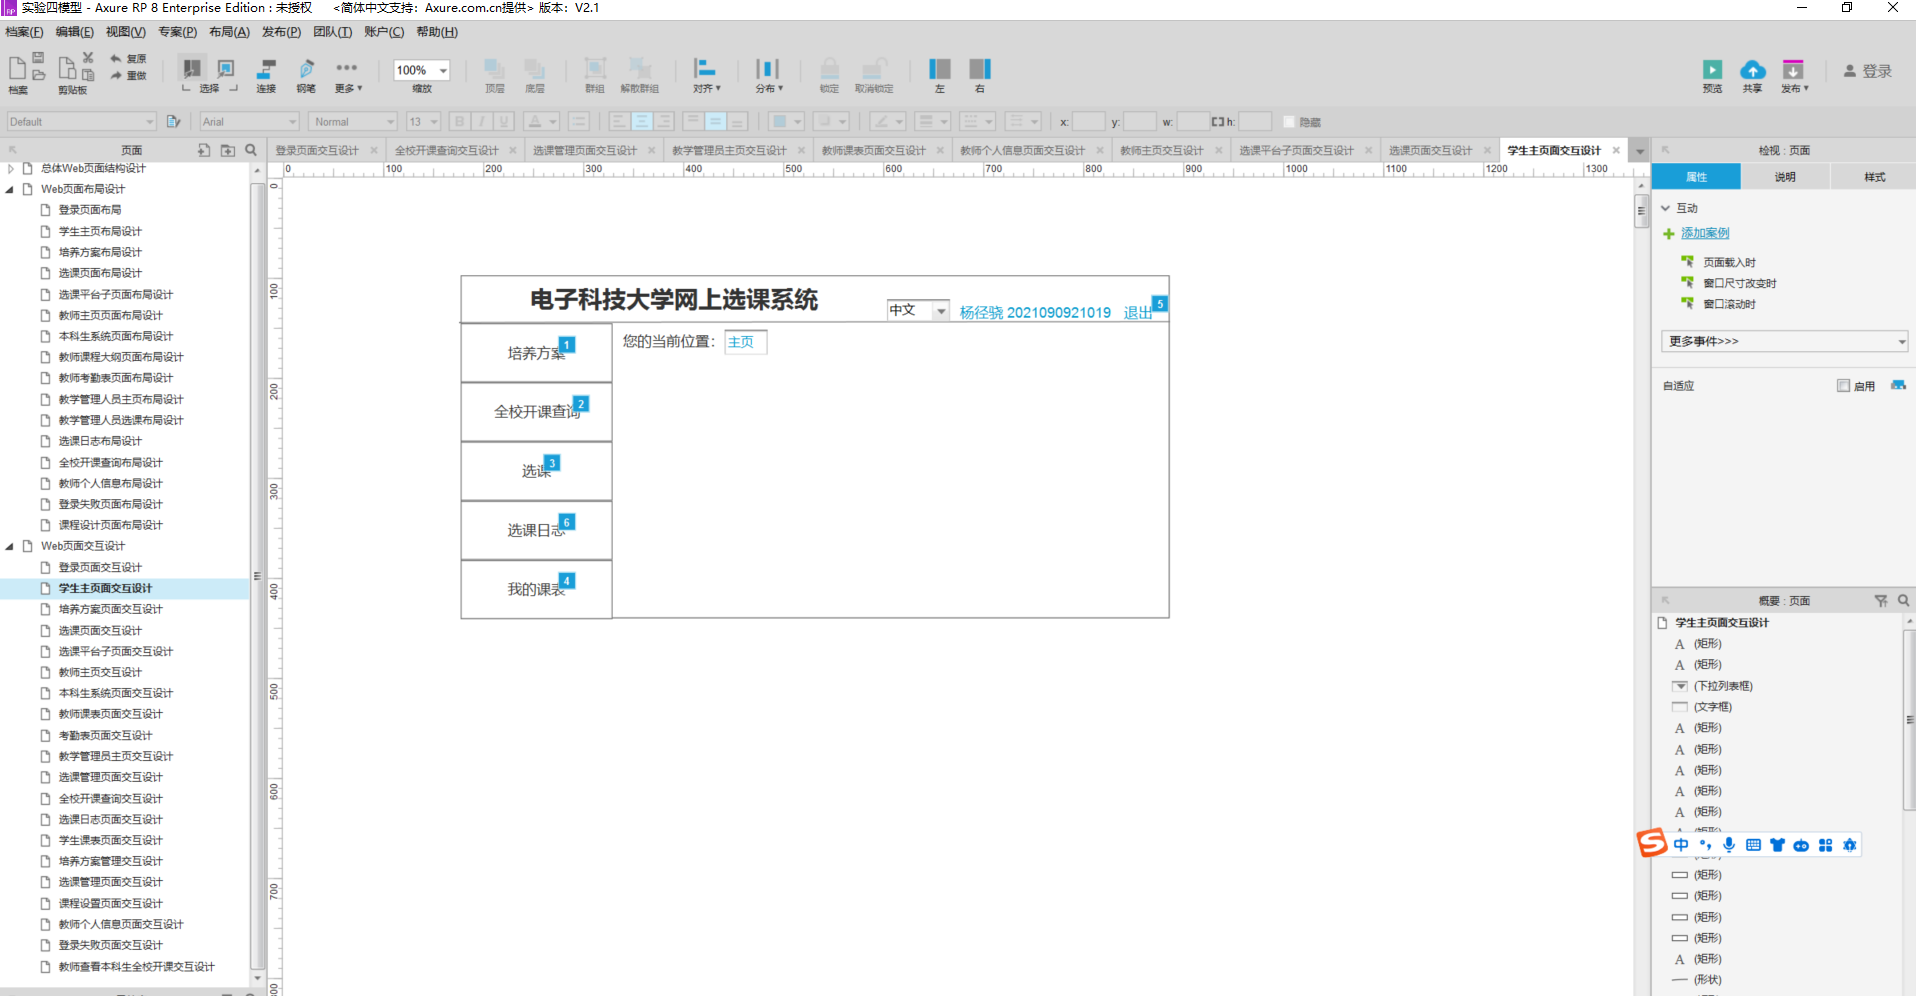 实验四模型 - Axure RP 8 Enterprise Edition : 未授权 <简体中文支持：Axure.com.cn提供> 版本：V2.1
档案(F) 编辑(E) 视图(V) 专案(P) 布局(A) 发布(P) 团队(T) 账户(C) 帮助(H)
复原
重做
100%
登录
档案 剪贴板 选择 连接 钢笔 更多 缩放 顶层 底层 群组 解散群组 对齐 分布 锁定 取消锁定 左 右 预览 共享 发布
Default Arial Normal 13 B I U A x: y: w: h: 隐藏
页面
登录页面交互设计 全校开课查询交互设计 选课管理页面交互设计 教学管理员主页交互设计 教师课表页面交互设计 教师个人信息页面交互设计 教师主页交互设计 选课平台子页面交互设计 选课页面交互设计 学生主页面交互设计
检视 : 页面
0 100 200 300 400 500 600 700 800 900 1000 1100 1200 1300
0 100 200 300 400 500 600 700
总体Web页面结构设计
Web页面布局设计
登录页面布局
学生主页布局设计
培养方案布局设计
选课页面布局设计
选课平台子页面布局设计
教师主页页面布局设计
本科生系统页面布局设计
教师课程大纲页面布局设计
教师考勤表页面布局设计
教学管理人员主页布局设计
教学管理人员选课布局设计
选课日志布局设计
全校开课查询布局设计
教师个人信息布局设计
登录失败页面布局设计
课程设计页面布局设计
Web页面交互设计
登录页面交互设计
学生主页面交互设计
培养方案页面交互设计
选课页面交互设计
选课平台子页面交互设计
教师主页交互设计
本科生系统页面交互设计
教师课表页面交互设计
考勤表页面交互设计
教学管理员主页交互设计
选课管理页面交互设计
全校开课查询交互设计
选课日志页面交互设计
学生课表页面交互设计
培养方案管理交互设计
选课管理页面交互设计
课程设置页面交互设计
教师个人信息页面交互设计
登录失败页面交互设计
教师查看本科生全校开课交互设计
电子科技大学网上选课系统
中文
杨径骁 2021090921019 退出 5
培养方案 1
您的当前位置： 主页
全校开课查询 2
选课 3
选课日志 6
我的课表 4
属性 说明 样式
互动
添加案例
页面载入时
窗口尺寸改变时
窗口滚动时
更多事件>>>
自适应 启用
概要 : 页面
学生主页面交互设计
A (矩形)
A (矩形)
(下拉列表框)
(文字框)
A (矩形)
A (矩形)
A (矩形)
A (矩形)
A (矩形)
中
(矩形)
(矩形)
(矩形)
(矩形)
A (矩形)
(形状)